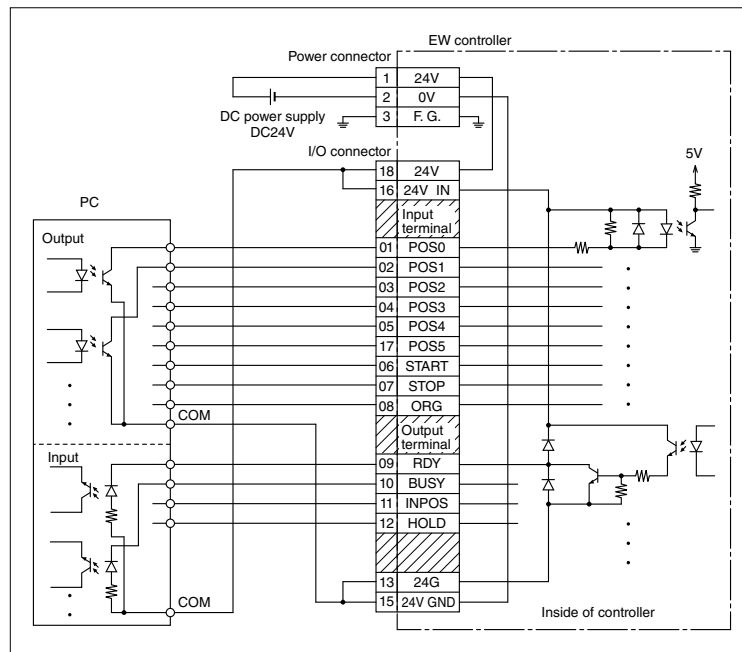 EW controller
Power connector
1 24V
2 0V
3 F. G.
DC power supply
DC24V
I/O connector
18 24V
16 24V IN
5V
PC
Input
terminal
Output
01 POS0
02 POS1
03 POS2
04 POS3
05 POS4
17 POS5
06 START
07 STOP
08 ORG
COM
Output
terminal
Input
09 RDY
10 BUSY
11 INPOS
12 HOLD
13 24G
COM
15 24V GND
Inside of controller